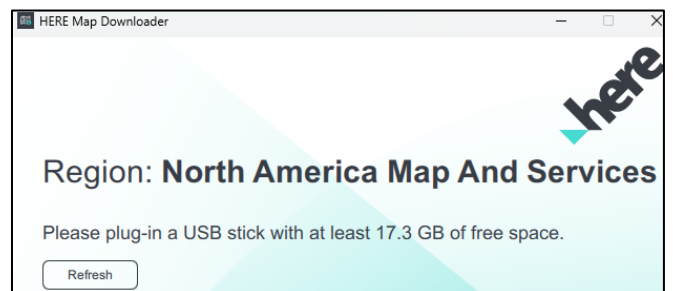 HERE Map Downloader
here
Region: North America Map And Services
Please plug-in a USB stick with at least 17.3 GB of free space.
Refresh